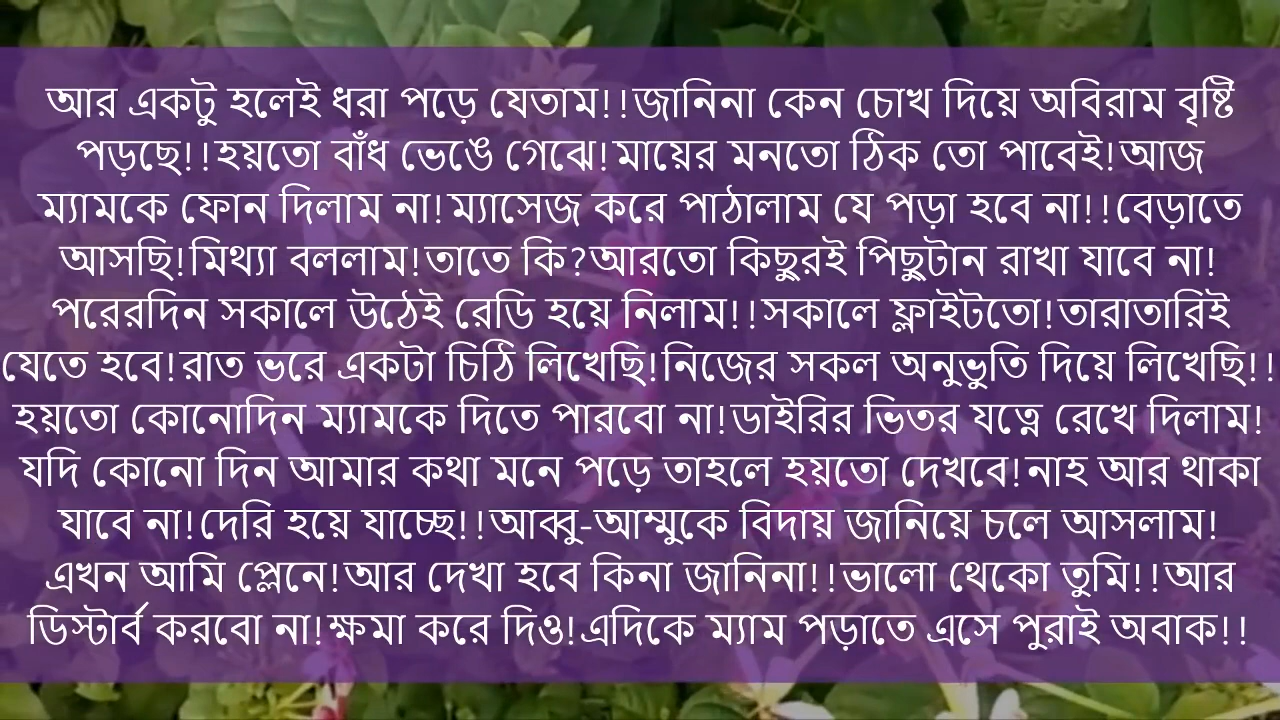 আর একটু হলেই ধরা পড়ে যেতাম!!জানিনা কেন চোখ দিয়ে অবিরাম বৃষ্টি
পড়ছে!!হয়তো বাঁধ ভেঙে গেঝে!মায়ের মনতো ঠিক তো পাবেই!আজ
ম্যামকে ফোন দিলাম না!ম্যাসেজ করে পাঠালাম যে পড়া হবে না!!বেড়াতে
আসছি!মিথ্যা বললাম!তাতে কি?আরতো কিছুরই পিছুটান রাখা যাবে না!
পরেরদিন সকালে উঠেই রেডি হয়ে নিলাম!!সকালে ফ্লাইটতো!তারাতারিই
যেতে হবে!রাত ভরে একটা চিঠি লিখেছি!নিজের সকল অনুভুতি দিয়ে লিখেছি!!
হয়তো কোনোদিন ম্যামকে দিতে পারবো না!ডাইরির ভিতর যত্নে রেখে দিলাম!
যদি কোনো দিন আমার কথা মনে পড়ে তাহলে হয়তো দেখবে!নাহ আর থাকা
যাবে না!দেরি হয়ে যাচ্ছে!!আব্বু-আম্মুকে বিদায় জানিয়ে চলে আসলাম!
এখন আমি প্লেনে!আর দেখা হবে কিনা জানিনা!!ভালো থেকো তুমি!!আর
ডিস্টার্ব করবো না!ক্ষমা করে দিও!এদিকে ম্যাম পড়াতে এসে পুরাই অবাক!!